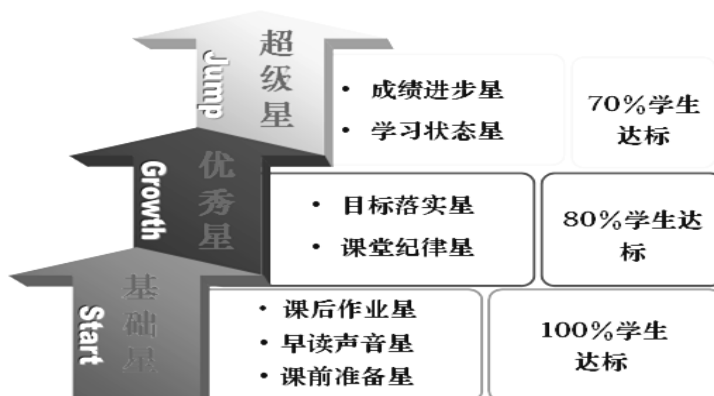 超级星
Jump
• 成绩进步星
• 学习状态星
70%学生
达标
优秀星
Growth
• 目标落实星
• 课堂纪律星
80%学生达
标
基础星
Start
• 课后作业星
• 早读声音星
• 课前准备星
100%学生
达标